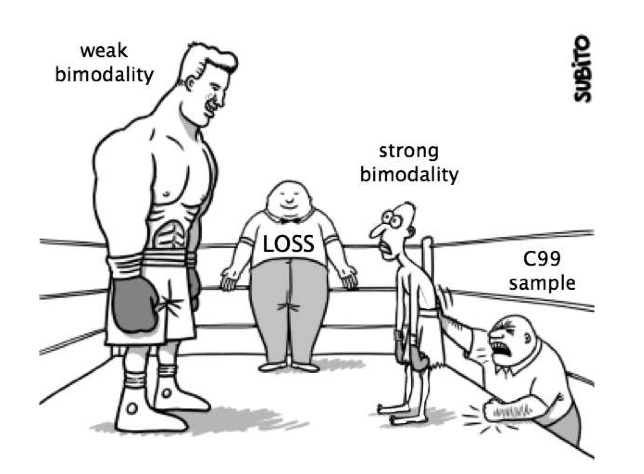 weak
bimodality
SUBiTO
strong
bimodality
LOSS
C99
sample